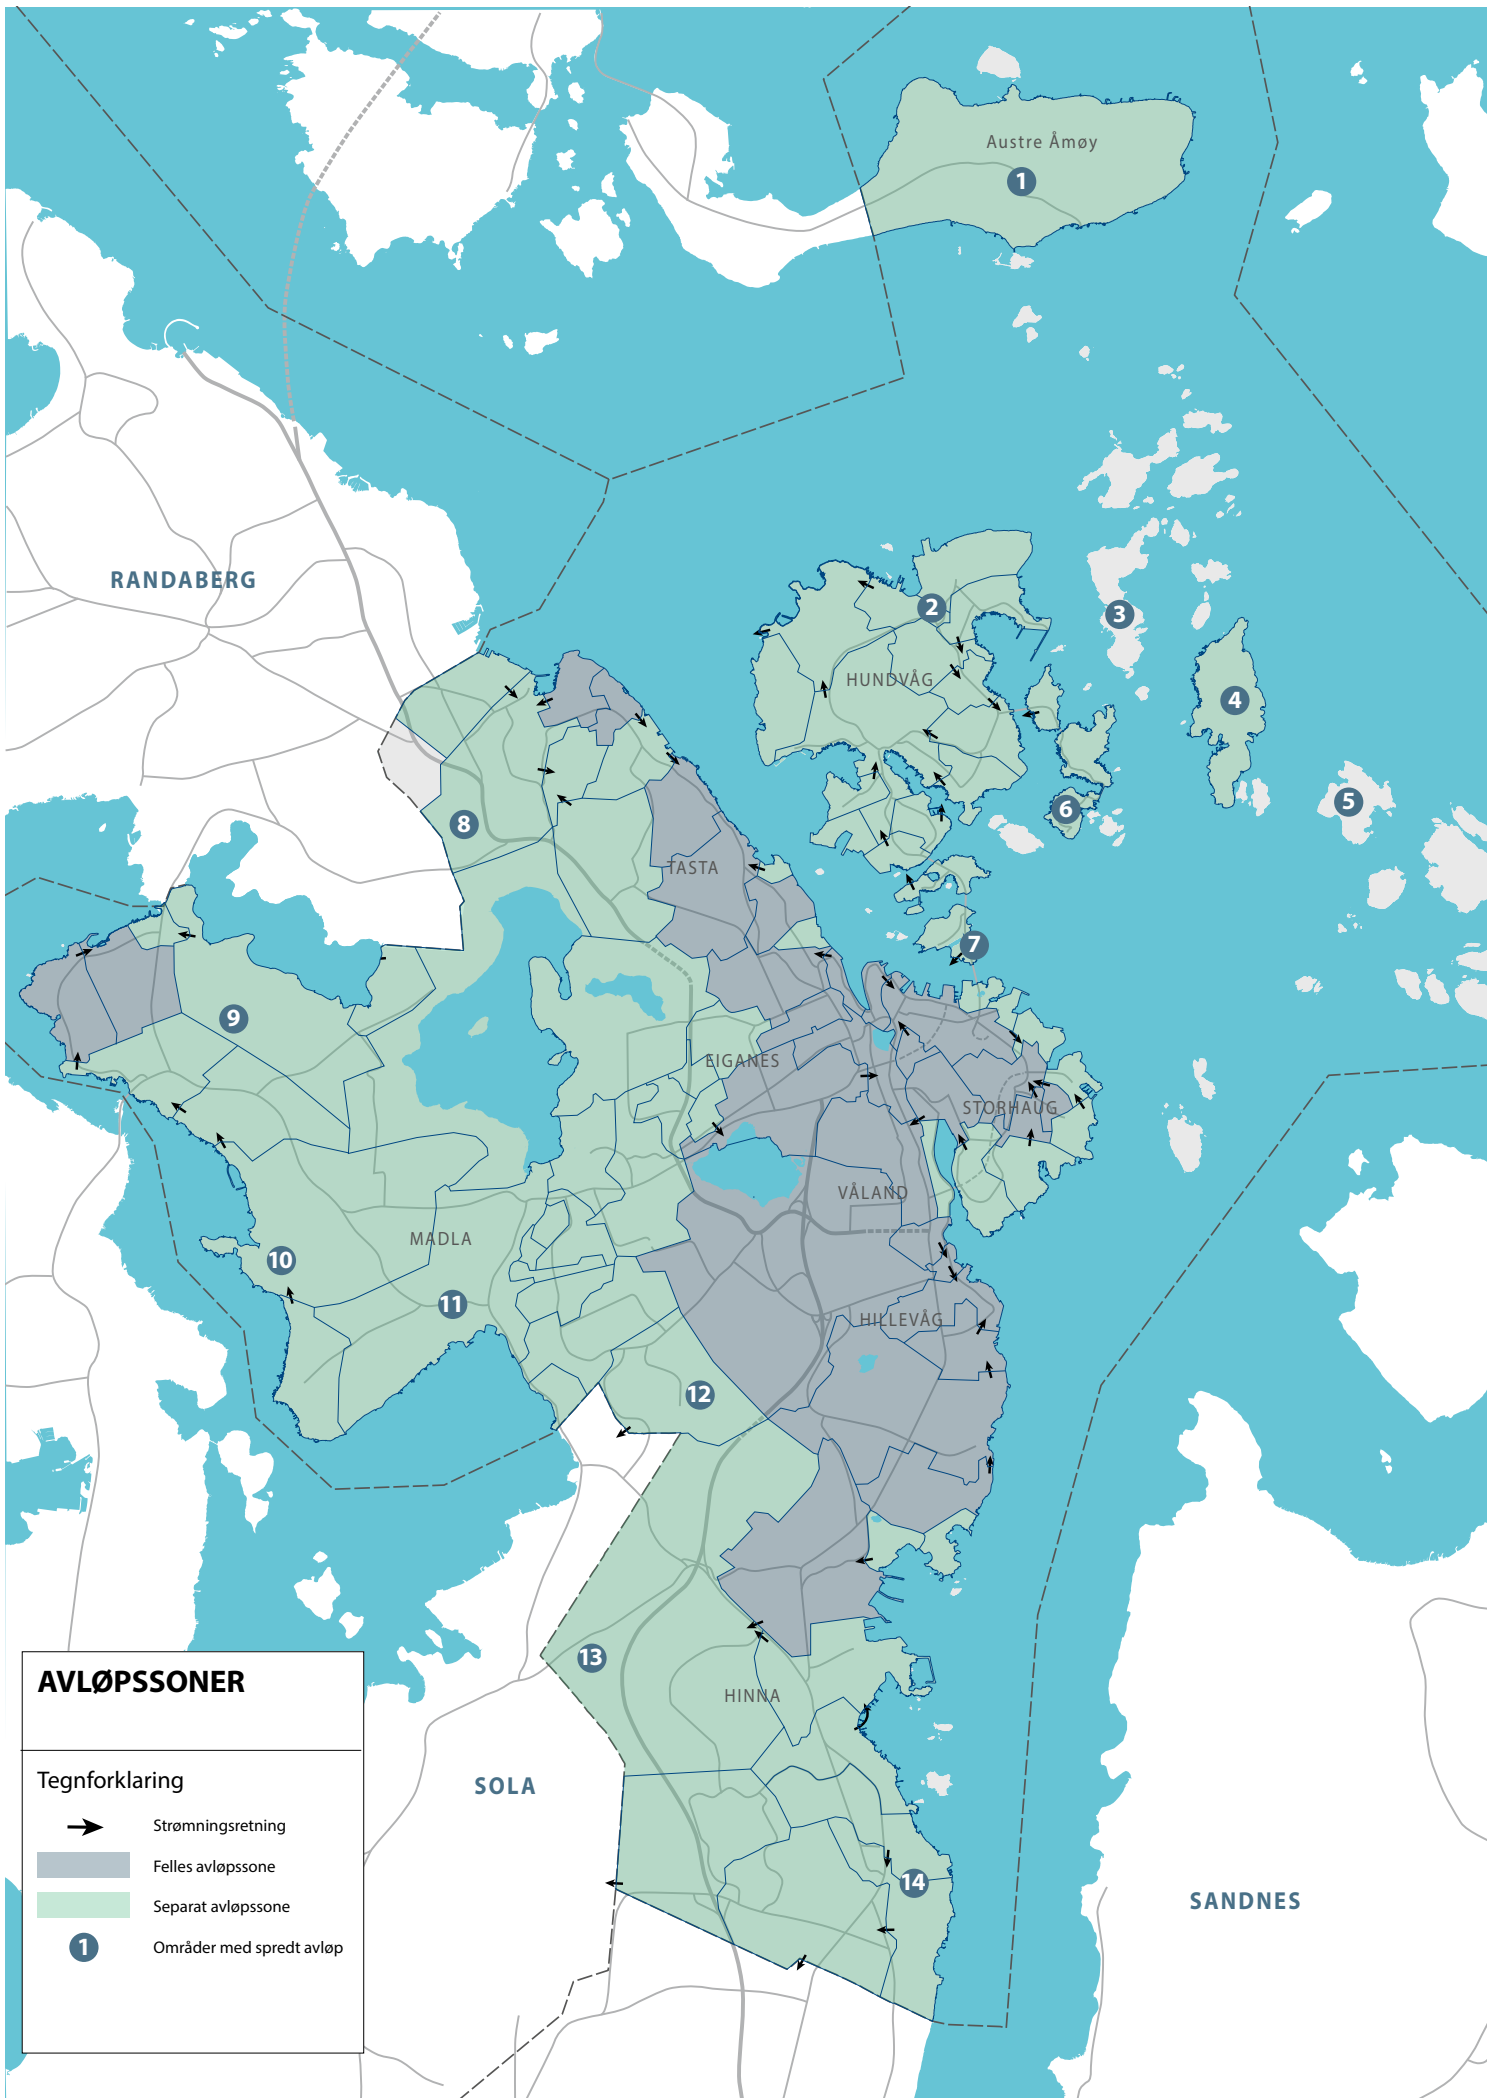 Austre Åmøy
1
RANDABERG
2
3
HUNDVÅG
4
5
6
8
TASTA
7
9
EIGANES
STORHAUG
VÅLAND
MADLA
10
11
HILLEVÅG
12
13
HINNA
AVLØPSSONER
Tegnforklaring
SOLA
Strømningsretning
Felles avløpssone
14
SANDNES
Separat avløpssone
1
Områder med spredt avløp